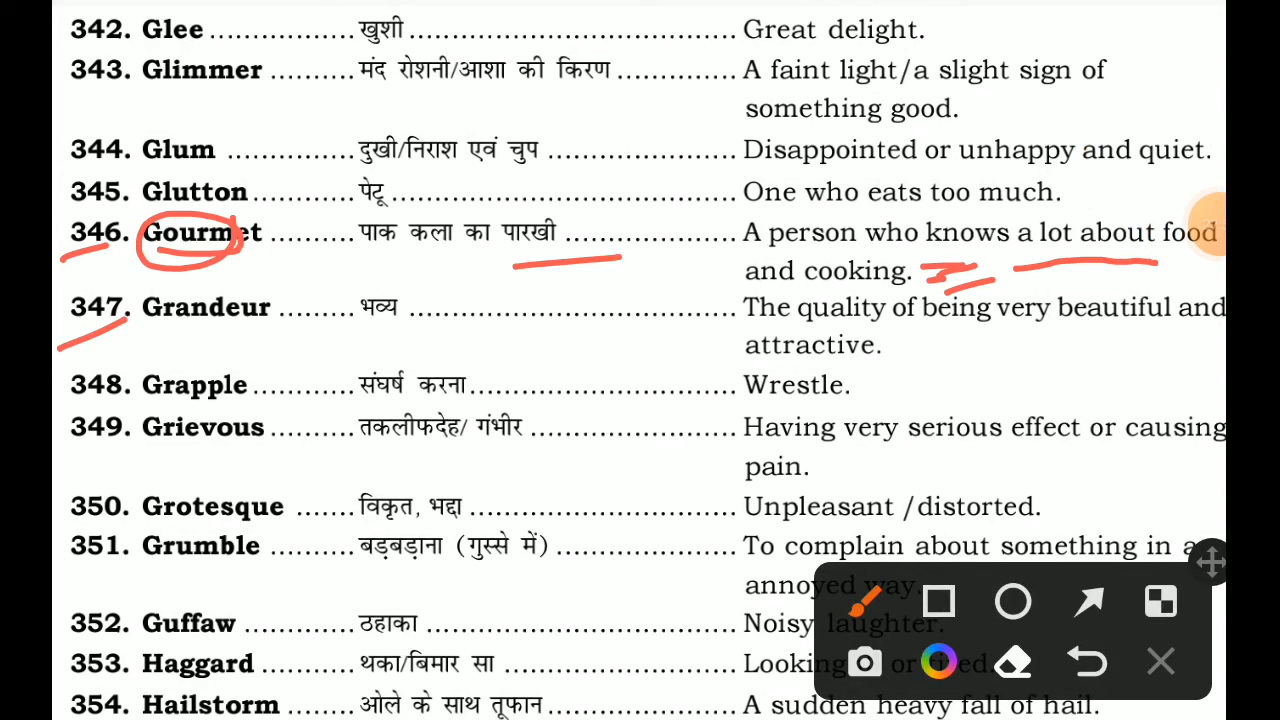 342. Glee ................. खुशी ...................................... Great delight.
343. Glimmer .......... मंद रोशनी/आशा की किरण .............. A faint light/a slight sign of
something good.
344. Glum ............... दुखी/निराश एवं चुप ...................... Disappointed or unhappy and quiet.
345. Glutton ............ पेटू ......................................... One who eats too much.
346. Gourmet .......... पाक कला का पारखी .................... A person who knows a lot about food
and cooking.
347. Grandeur ......... भव्य ...................................... The quality of being very beautiful and
attractive.
348. Grapple ............ संघर्ष करना ............................... Wrestle.
349. Grievous .......... तकलीफदेह/ गंभीर ........................ Having very serious effect or causing
pain.
350. Grotesque ....... विकृत, भद्दा ............................... Unpleasant /distorted.
351. Grumble .......... बड़बड़ाना (गुस्से में) ..................... To complain about something in a
annoyed way.
352. Guffaw ............. ठहाका .................................... Noisy laughter.
353. Haggard ........... थका/बिमार सा ............................ Looking or tired.
354. Hailstorm ........ ओले के साथ तूफान ...................... A sudden heavy fall of hail.